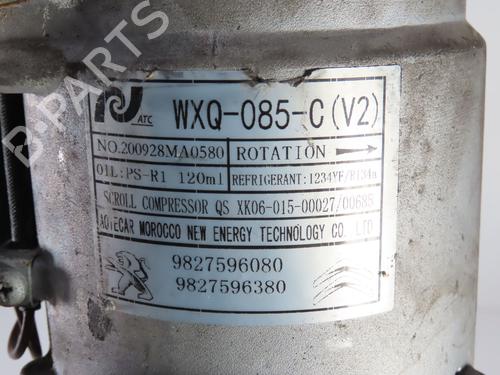 ATC
WXQ-085-C(V2)
NO.200928MA0580
ROTATION
OIL:PS-R1 120ml
REFRIGERANT:1234YF/R134a
SCROLL COMPRESSOR QS XK06-015-00027/00685
AOTECAR MOROCCO NEW ENERGY TECHNOLOGY CO. LTD
9827596080
9827596380